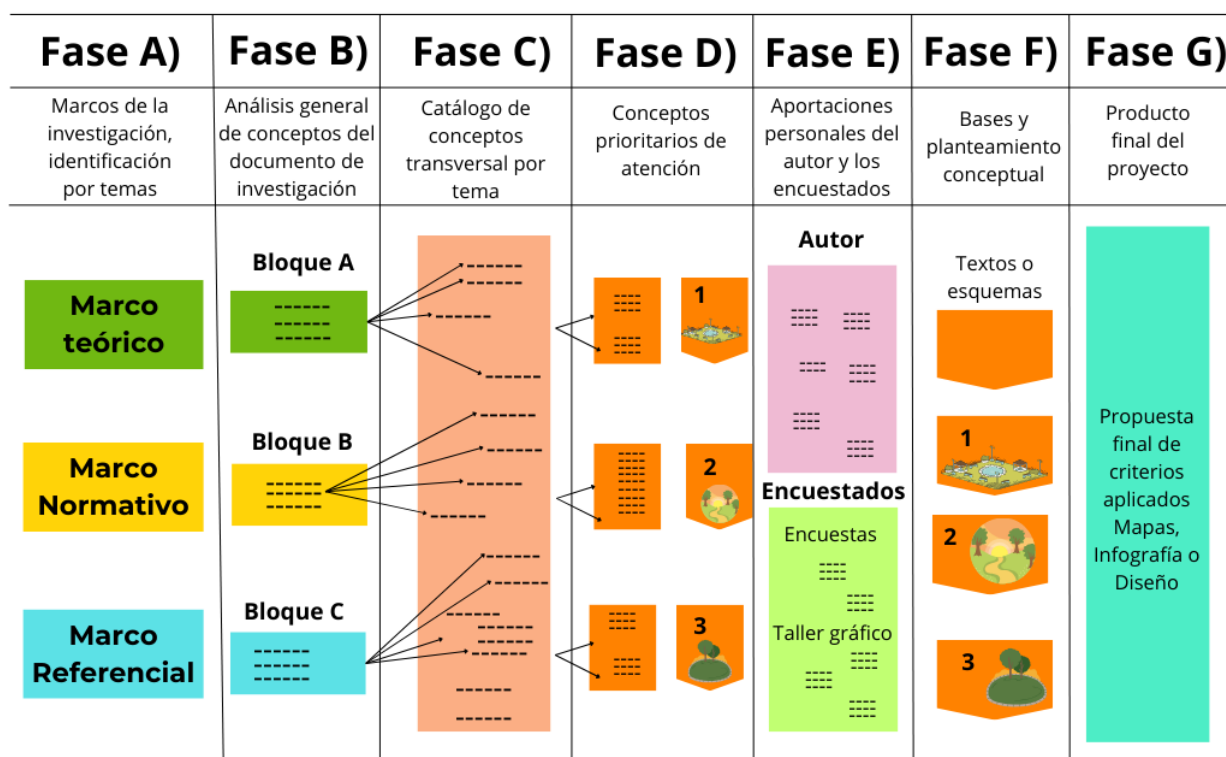 Fase A)
Fase B)
Fase C)
Fase D)
Fase E)
Fase F)
Fase G)
Marcos de la
investigación,
identificación
por temas
Análisis general
de conceptos del
documento de
investigación
Catálogo de
conceptos
transversal por
tema
Conceptos
prioritarios de
atención
Aportaciones
personales del
autor y los
encuestados
Bases y
planteamiento
conceptual
Producto
final del
proyecto
Marco
teórico
Marco
Normativo
Marco
Referencial
Bloque A
Bloque B
Bloque C
1
2
3
Autor
Encuestados
Encuestas
Taller gráfico
Textos o
esquemas
1
2
3
Propuesta
final de
criterios
aplicados
Mapas,
Infografía o
Diseño